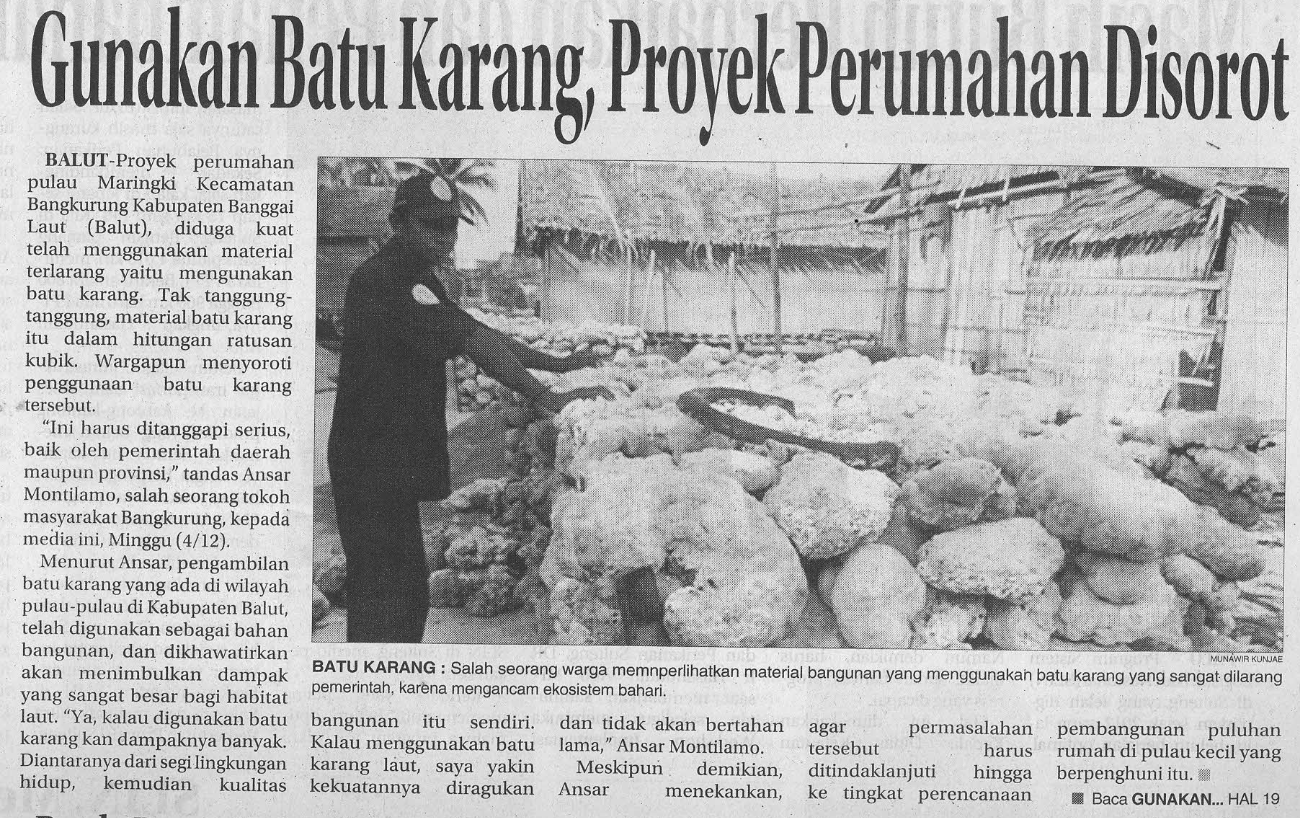 Gunakan Batu Karang, Proyek Perumahan Disorot
BALUT-Proyek perumahan
pulau Maringki Kecamatan
Bangkurung Kabupaten Banggai
Laut (Balut), diduga kuat
telah menggunakan material
terlarang yaitu mengunakan
batu karang. Tak tanggung-
tanggung, material batu karang
itu dalam hitungan ratusan
kubik. Wargapun menyoroti
penggunaan batu karang
tersebut.
"Ini harus ditanggapi serius,
baik oleh pemerintah daerah
maupun provinsi," tandas Ansar
Montilamo, salah seorang tokoh
masyarakat Bangkurung, kepada
media ini, Minggu (4/12).
Menurut Ansar, pengambilan
batu karang yang ada di wilayah
pulau-pulau di Kabupaten Balut,
telah digunakan sebagai bahan
bangunan, dan dikhawatirkan
akan menimbulkan dampak
yang sangat besar bagi habitat
laut. "Ya, kalau digunakan batu
karang kan dampaknya banyak.
Diantaranya dari segi lingkungan
hidup, kemudian kualitas
MUNAWIR KUNJAE
BATU KARANG : Salah seorang warga memnperlihatkan material bangunan yang menggunakah batu karang yang sangat dilarang
pemerintah, karena mengancam ekosistem bahari.
bangunan itu sendiri.
Kalau menggunakan batu
karang laut, saya yakin
kekuatannya diragukan
dan tidak akan bertahan
lama," Ansar Montilamo.
Meskipun demikian,
Ansar menekankan,
agar permasalahan
tersebut harus
ditindaklanjuti hingga
ke tingkat perencanaan
pembangunan puluhan
rumah di pulau kecil yang
berpenghuni itu.
Baca GUNAKAN... HAL 19